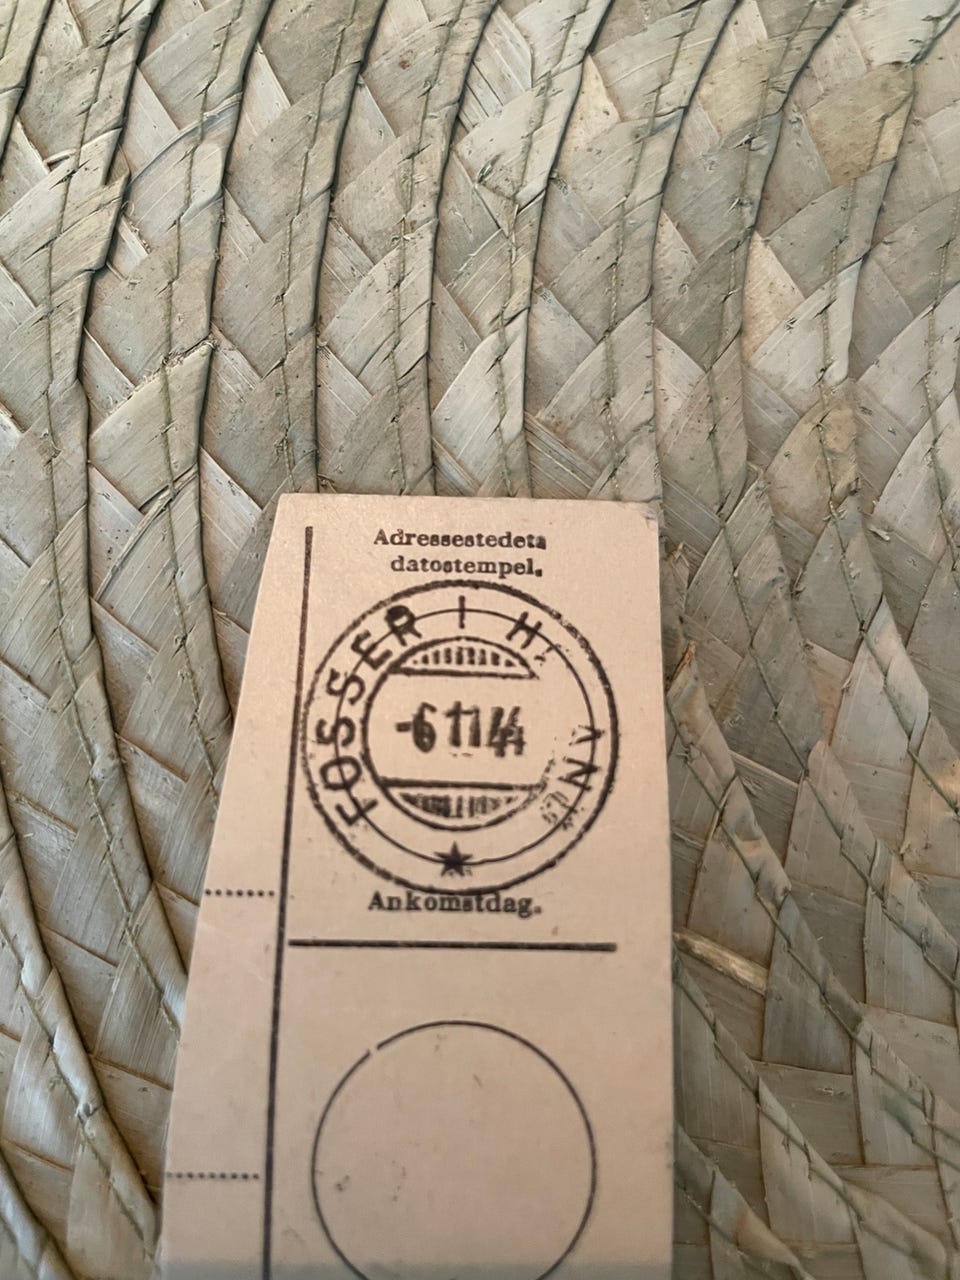 Adressestedets
datostempel.
FOSSER I H
-6 11 44
Ankomstdag.